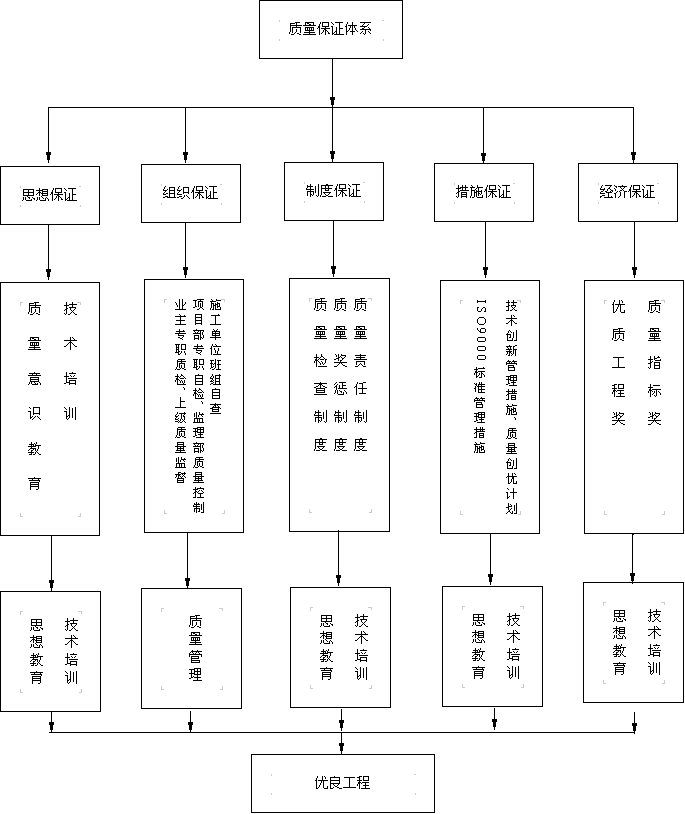 质量保证体系
思想保证
组织保证
制度保证
措施保证
经济保证
技术培训
质量意识教育
施工单位班组自查
项目部专职自检、监理部质量控制
业主专职质检、上级质量监督
质量责任制度
质量奖惩制度
质量检查制度
技术创新管理措施、质量创优计划
ISO9000标准管理措施
质量指标奖
优质工程奖
技术培训
思想教育
质量管理
技术培训
思想教育
技术培训
思想教育
技术培训
思想教育
优良工程